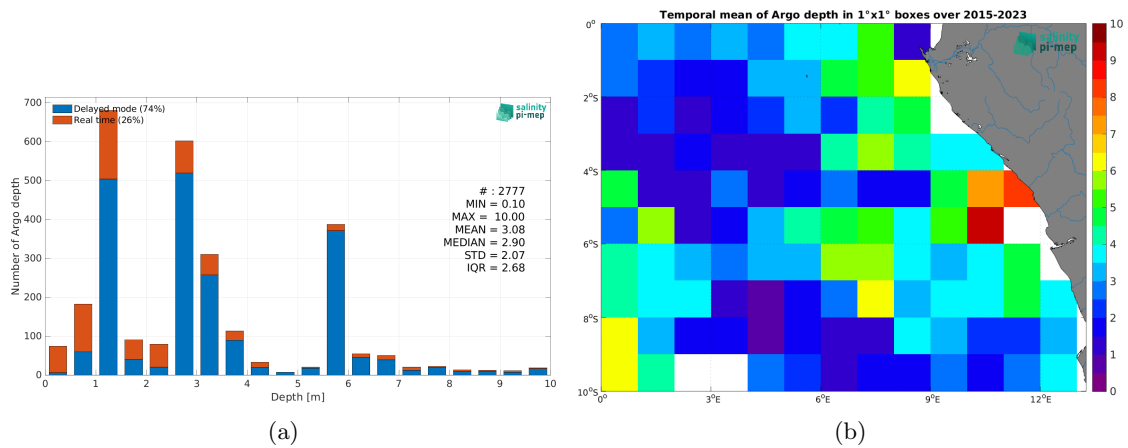 Delayed mode (74%)
Real time (26%)
salinity
pi-mep
# : 2777
MIN = 0.10
MAX = 10.00
MEAN = 3.08
MEDIAN = 2.90
STD = 2.07
IQR = 2.68
Number of Argo depth
700
600
500
400
300
200
100
0
0 1 2 3 4 5 6 7 8 9 10
Depth [m]
(a)
Temporal mean of Argo depth in 1°x1° boxes over 2015-2023
salinity
pi-mep
0°
2°S
4°S
6°S
8°S
10°S
0° 3°E 6°E 9°E 12°E
10
9
8
7
6
5
4
3
2
1
0
(b)